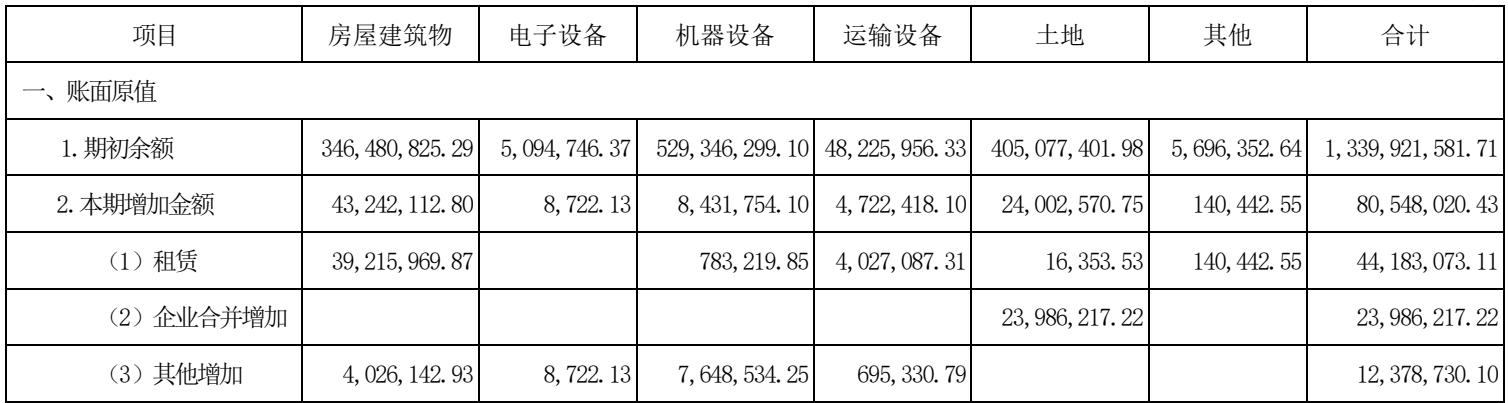 项目 房屋建筑物 电子设备 机器设备 运输设备 土地 其他 合计
一、账面原值
1.期初余额 346,480,825.29 5,094,746.37 529,346,299.10 48,225,956.33 405,077,401.98 5,696,352.64 1,339,921,581.71
2.本期增加金额 43,242,112.80 8,722.13 8,431,754.10 4,722,418.10 24,002,570.75 140,442.55 80,548,020.43
（1）租赁 39,215,969.87 783,219.85 4,027,087.31 16,353.53 140,442.55 44,183,073.11
（2）企业合并增加 23,986,217.22 23,986,217.22
（3）其他增加 4,026,142.93 8,722.13 7,648,534.25 695,330.79 12,378,730.10